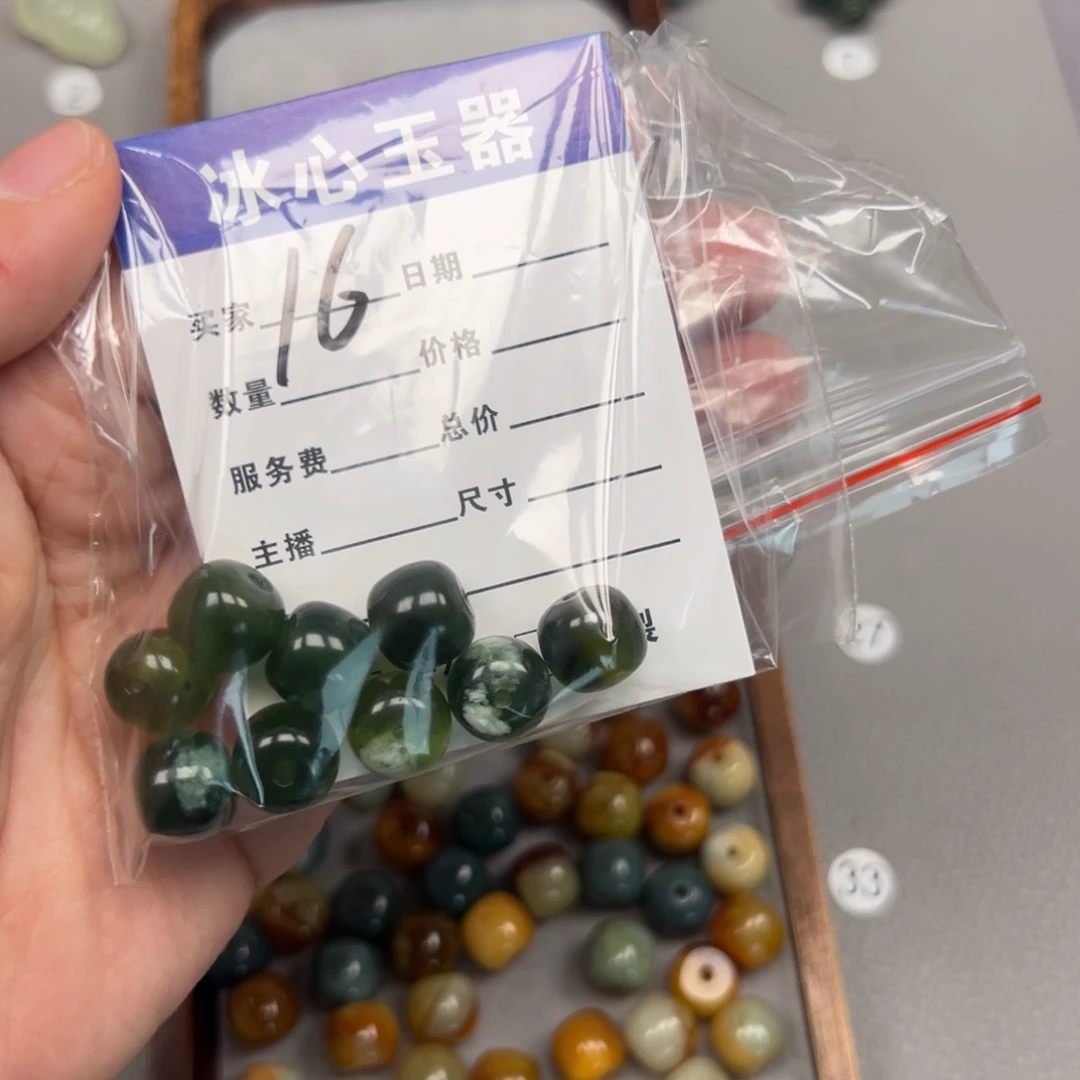 冰心玉器
买家 16 日期
数量 价格
服务费 总价
主播 尺寸
33